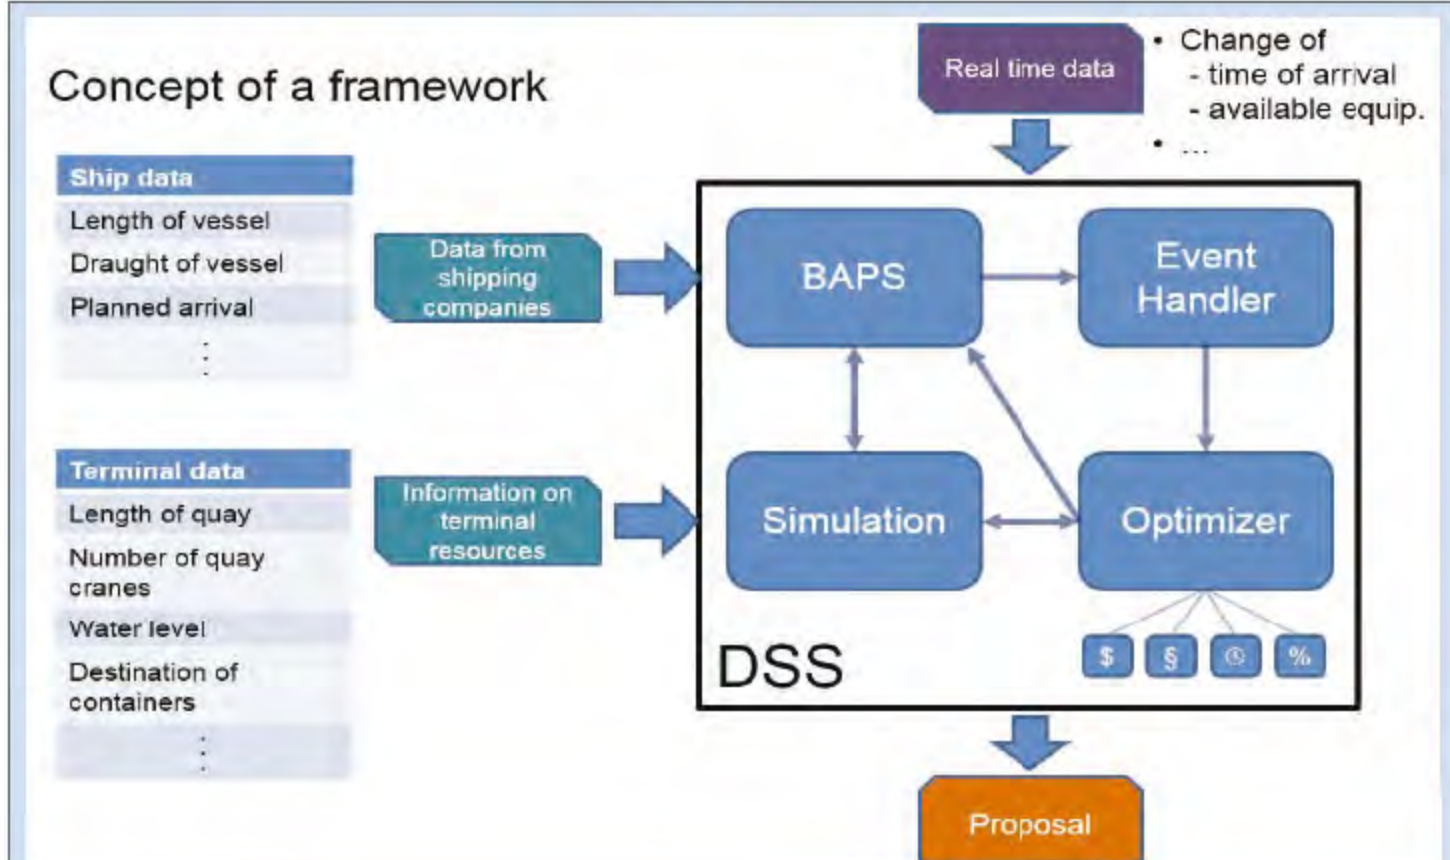 Concept of a framework
Real time data
• Change of
- time of arrival
- available equip.
• ...
Ship data
Length of vessel
Draught of vessel
Planned arrival
⋮
Data from
shipping
companies
BAPS
Event
Handler
Terminal data
Length of quay
Number of quay
cranes
Water level
Destination of
containers
⋮
Information on
terminal
resources
Simulation
Optimizer
$ § %
DSS
Proposal